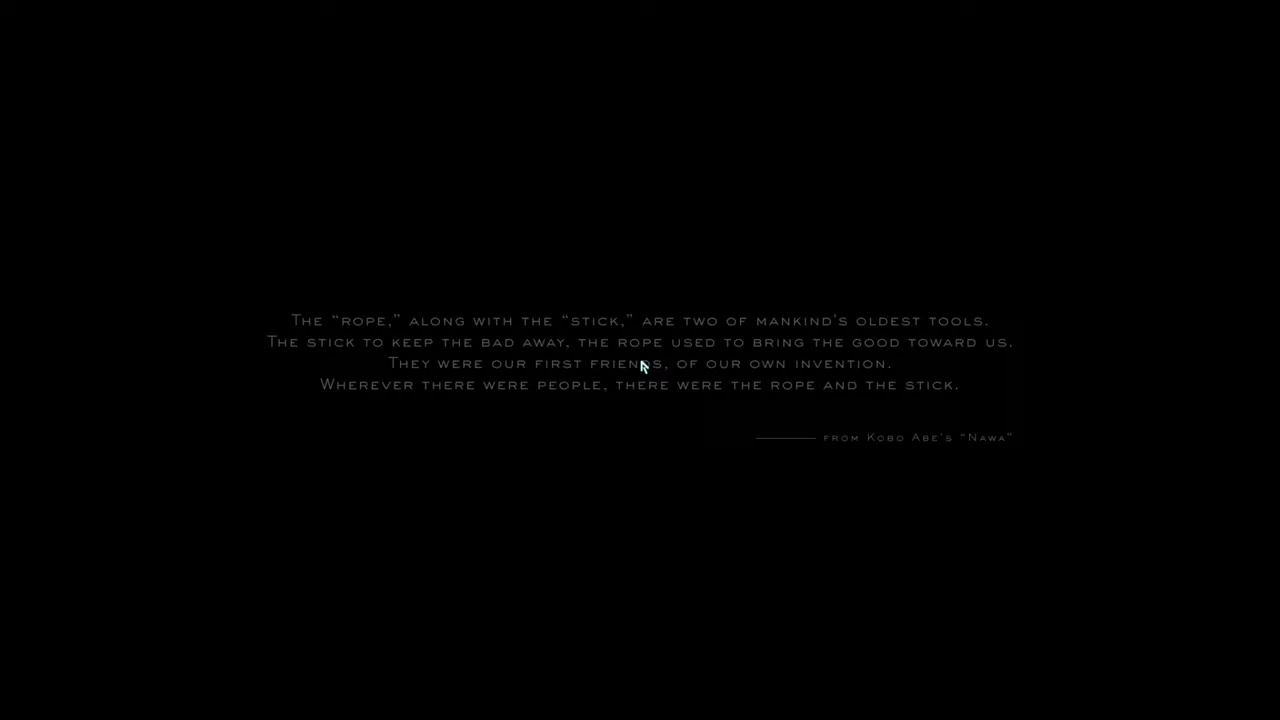 The “rope,” along with the “stick,” are two of mankind's oldest tools.
The stick to keep the bad away, the rope used to bring the good toward us.
They were our first friends, of our own invention.
Wherever there were people, there were the rope and the stick.
from Kobo Abe's “Nawa”